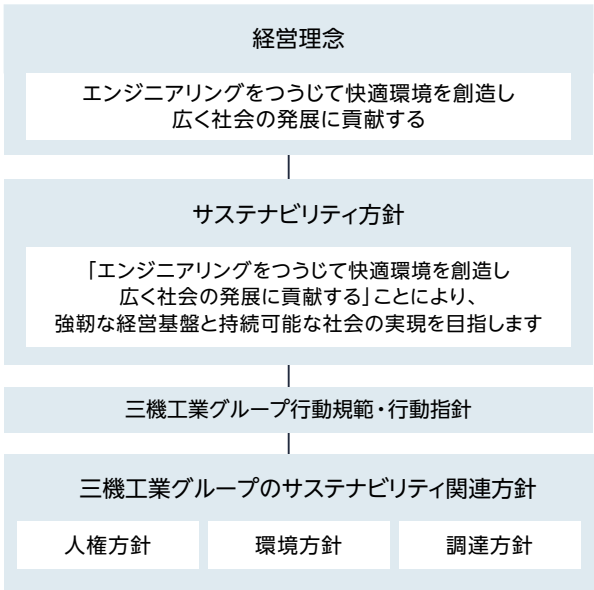 経営理念
エンジニアリングをつうじて快適環境を創造し
広く社会の発展に貢献する
サステナビリティ方針
「エンジニアリングをつうじて快適環境を創造し
広く社会の発展に貢献する」ことにより、
強靭な経営基盤と持続可能な社会の実現を目指します
三機工業グループ行動規範・行動指針
三機工業グループのサステナビリティ関連方針
人権方針
環境方針
調達方針